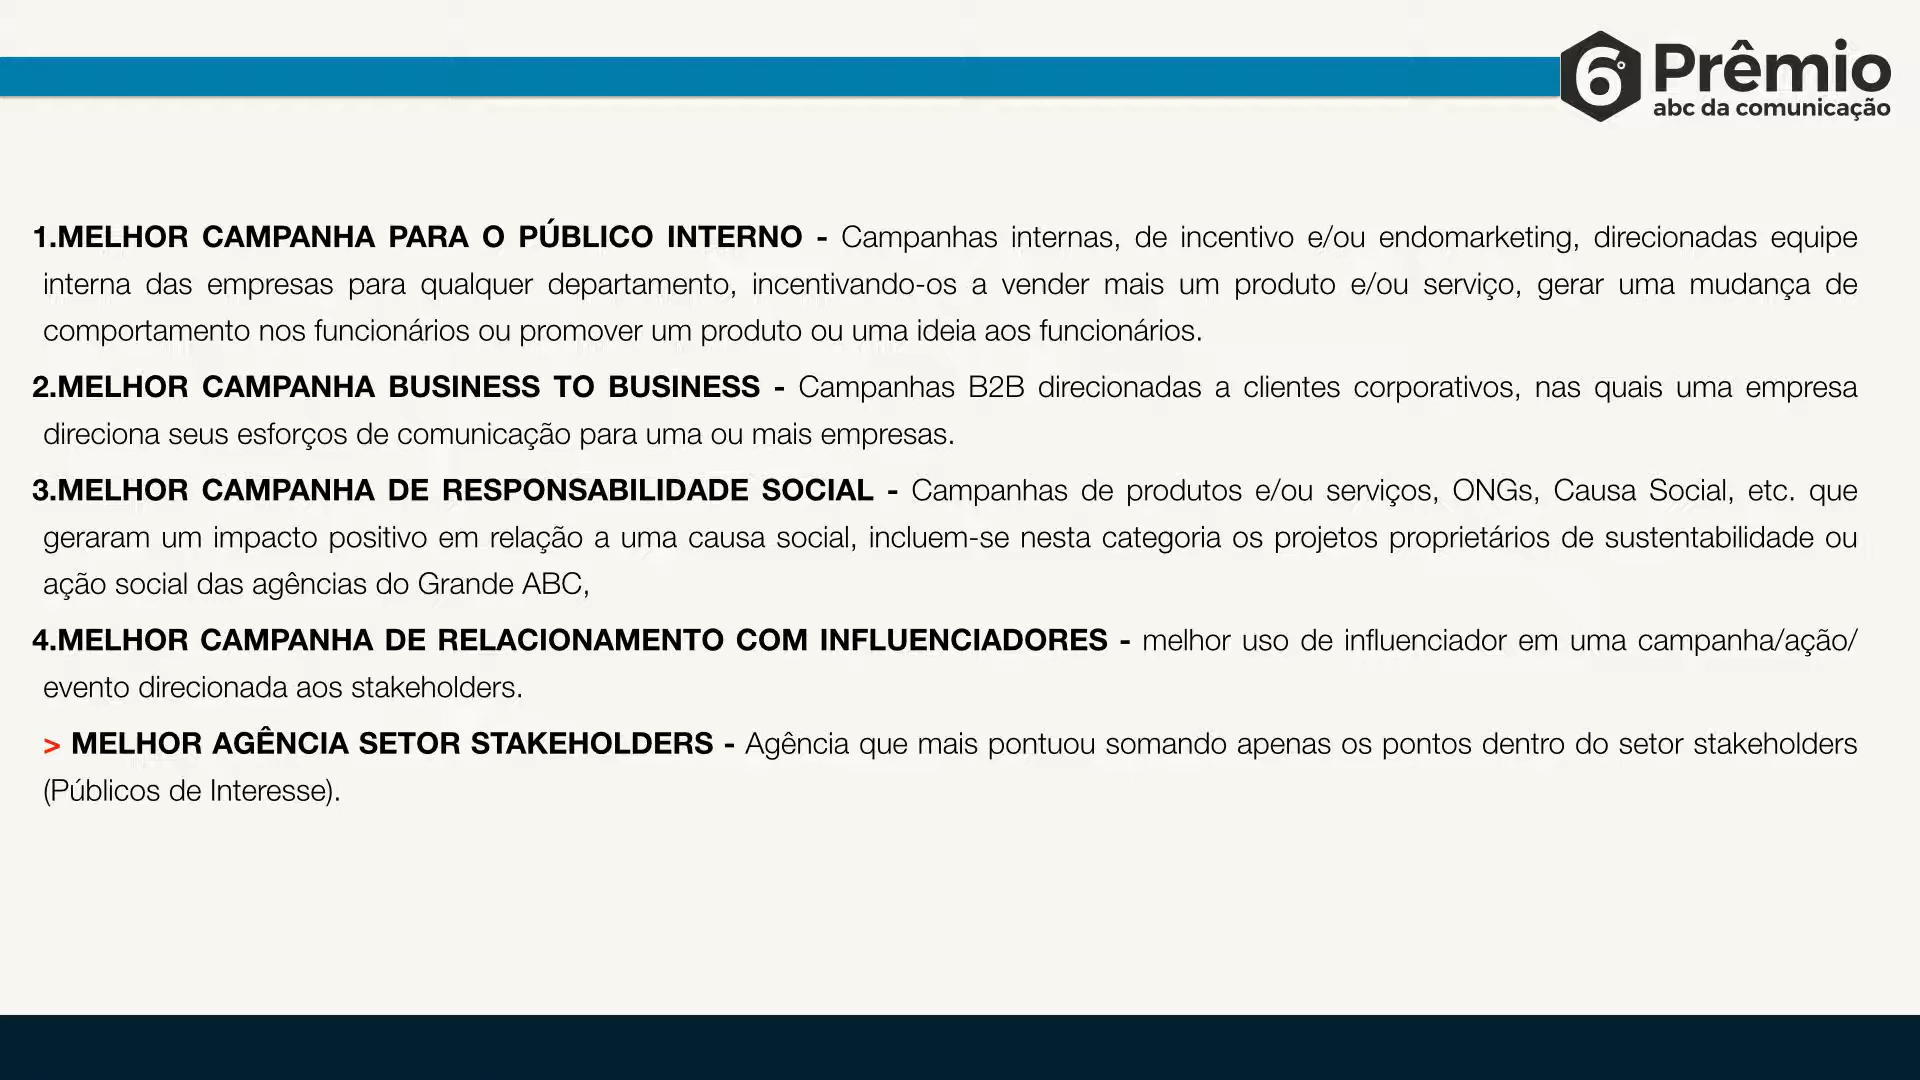 6º Prêmio
abc da comunicação
1.MELHOR CAMPANHA PARA O PÚBLICO INTERNO - Campanhas internas, de incentivo e/ou endomarketing, direcionadas equipe
interna das empresas para qualquer departamento, incentivando-os a vender mais um produto e/ou serviço, gerar uma mudança de
comportamento nos funcionários ou promover um produto ou uma ideia aos funcionários.
2.MELHOR CAMPANHA BUSINESS TO BUSINESS - Campanhas B2B direcionadas a clientes corporativos, nas quais uma empresa
direciona seus esforços de comunicação para uma ou mais empresas.
3.MELHOR CAMPANHA DE RESPONSABILIDADE SOCIAL - Campanhas de produtos e/ou serviços, ONGs, Causa Social, etc. que
geraram um impacto positivo em relação a uma causa social, incluem-se nesta categoria os projetos proprietários de sustentabilidade ou
ação social das agências do Grande ABC,
4.MELHOR CAMPANHA DE RELACIONAMENTO COM INFLUENCIADORES - melhor uso de influenciador em uma campanha/ação/
evento direcionada aos stakeholders.
> MELHOR AGÊNCIA SETOR STAKEHOLDERS - Agência que mais pontuou somando apenas os pontos dentro do setor stakeholders
(Públicos de Interesse).